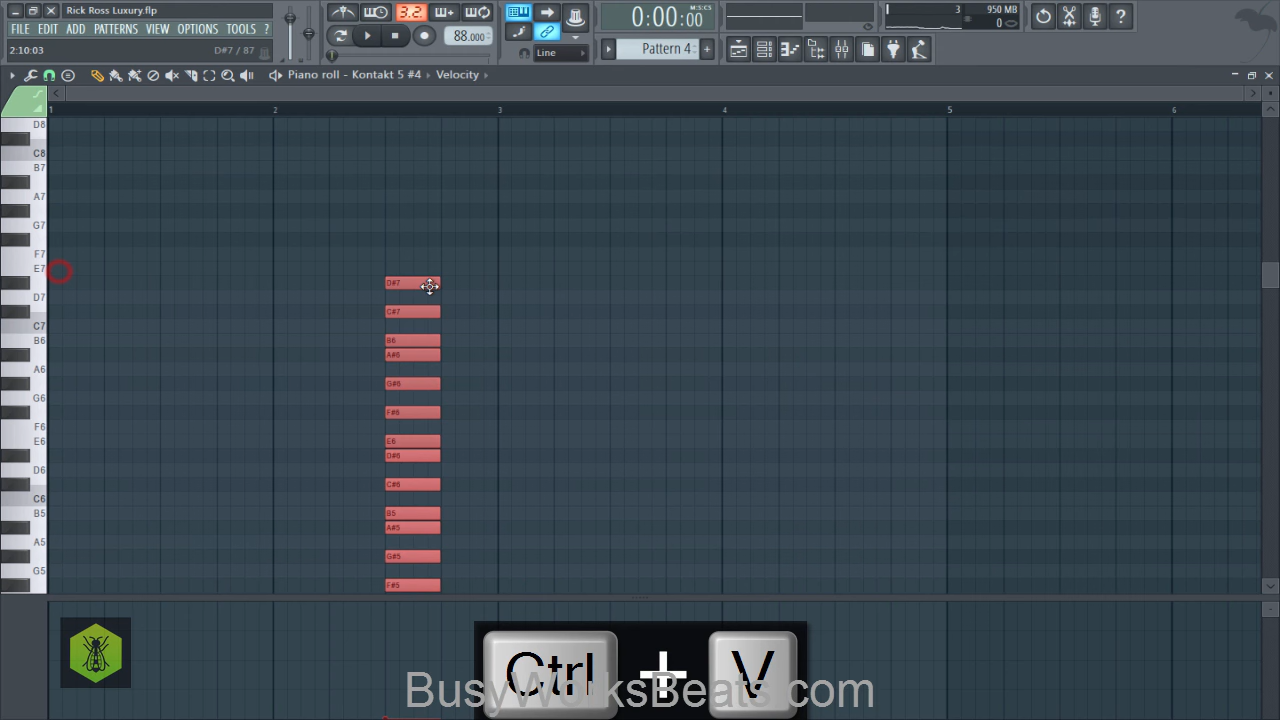 Rick Ross Luxury.flp
FILE EDIT ADD PATTERNS VIEW OPTIONS TOOLS ?
2:10:03 D#7 / 87
3.2
88.000
Line
0:00:00 M:S:CS
Pattern 4
3 950 MB
0
Piano roll - Kontakt 5 #4 Velocity
1 2 3 4 5 6
D8
C8
B7
A7
G7
F7
E7
D7
C7
B6
A6
G6
F6
E6
D6
C6
B5
A5
G5
D#7
C#7
B6
A#6
G#6
F#6
E6
D#6
C#6
B5
A#5
G#5
F#5
Ctrl + V
BusyWorksBeats.com